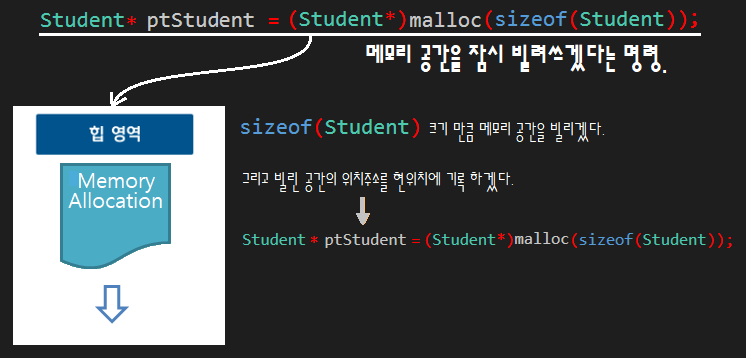 Student* ptStudent = (Student*)malloc(sizeof(Student));
메모리 공간을 잠시 빌려쓰겠다는 명령.
힙 영역
Memory
Allocation
sizeof(Student) 크기 만큼 메모리 공간을 빌리겠다.
그리고 빌린 공간의 위치주소를 현위치에 기록 하겠다.
Student * ptStudent = (Student*)malloc(sizeof(Student));